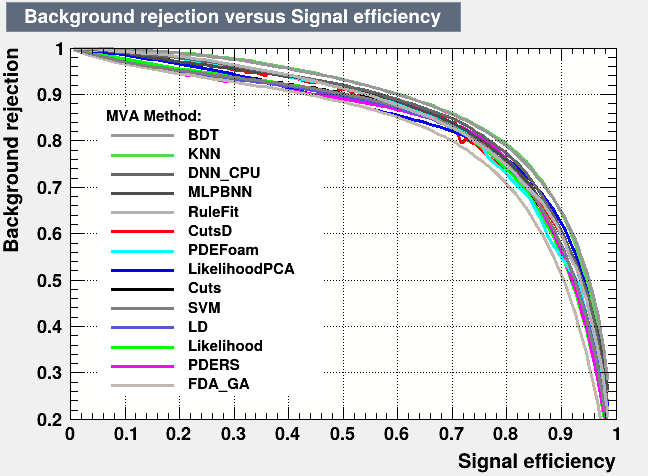 Background rejection versus Signal efficiency
Background rejection
1
0.9
0.8
0.7
0.6
0.5
0.4
0.3
0.2
MVA Method:
BDT
KNN
DNN_CPU
MLPBNN
RuleFit
CutsD
PDEFoam
LikelihoodPCA
Cuts
SVM
LD
Likelihood
PDERS
FDA_GA
0 0.1 0.2 0.3 0.4 0.5 0.6 0.7 0.8 0.9 1
Signal efficiency